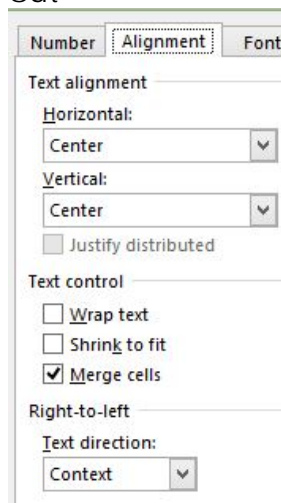 Number Alignment Font
Text alignment
Horizontal:
Center
Vertical:
Center
Justify distributed
Text control
Wrap text
Shrink to fit
Merge cells
Right-to-left
Text direction:
Context